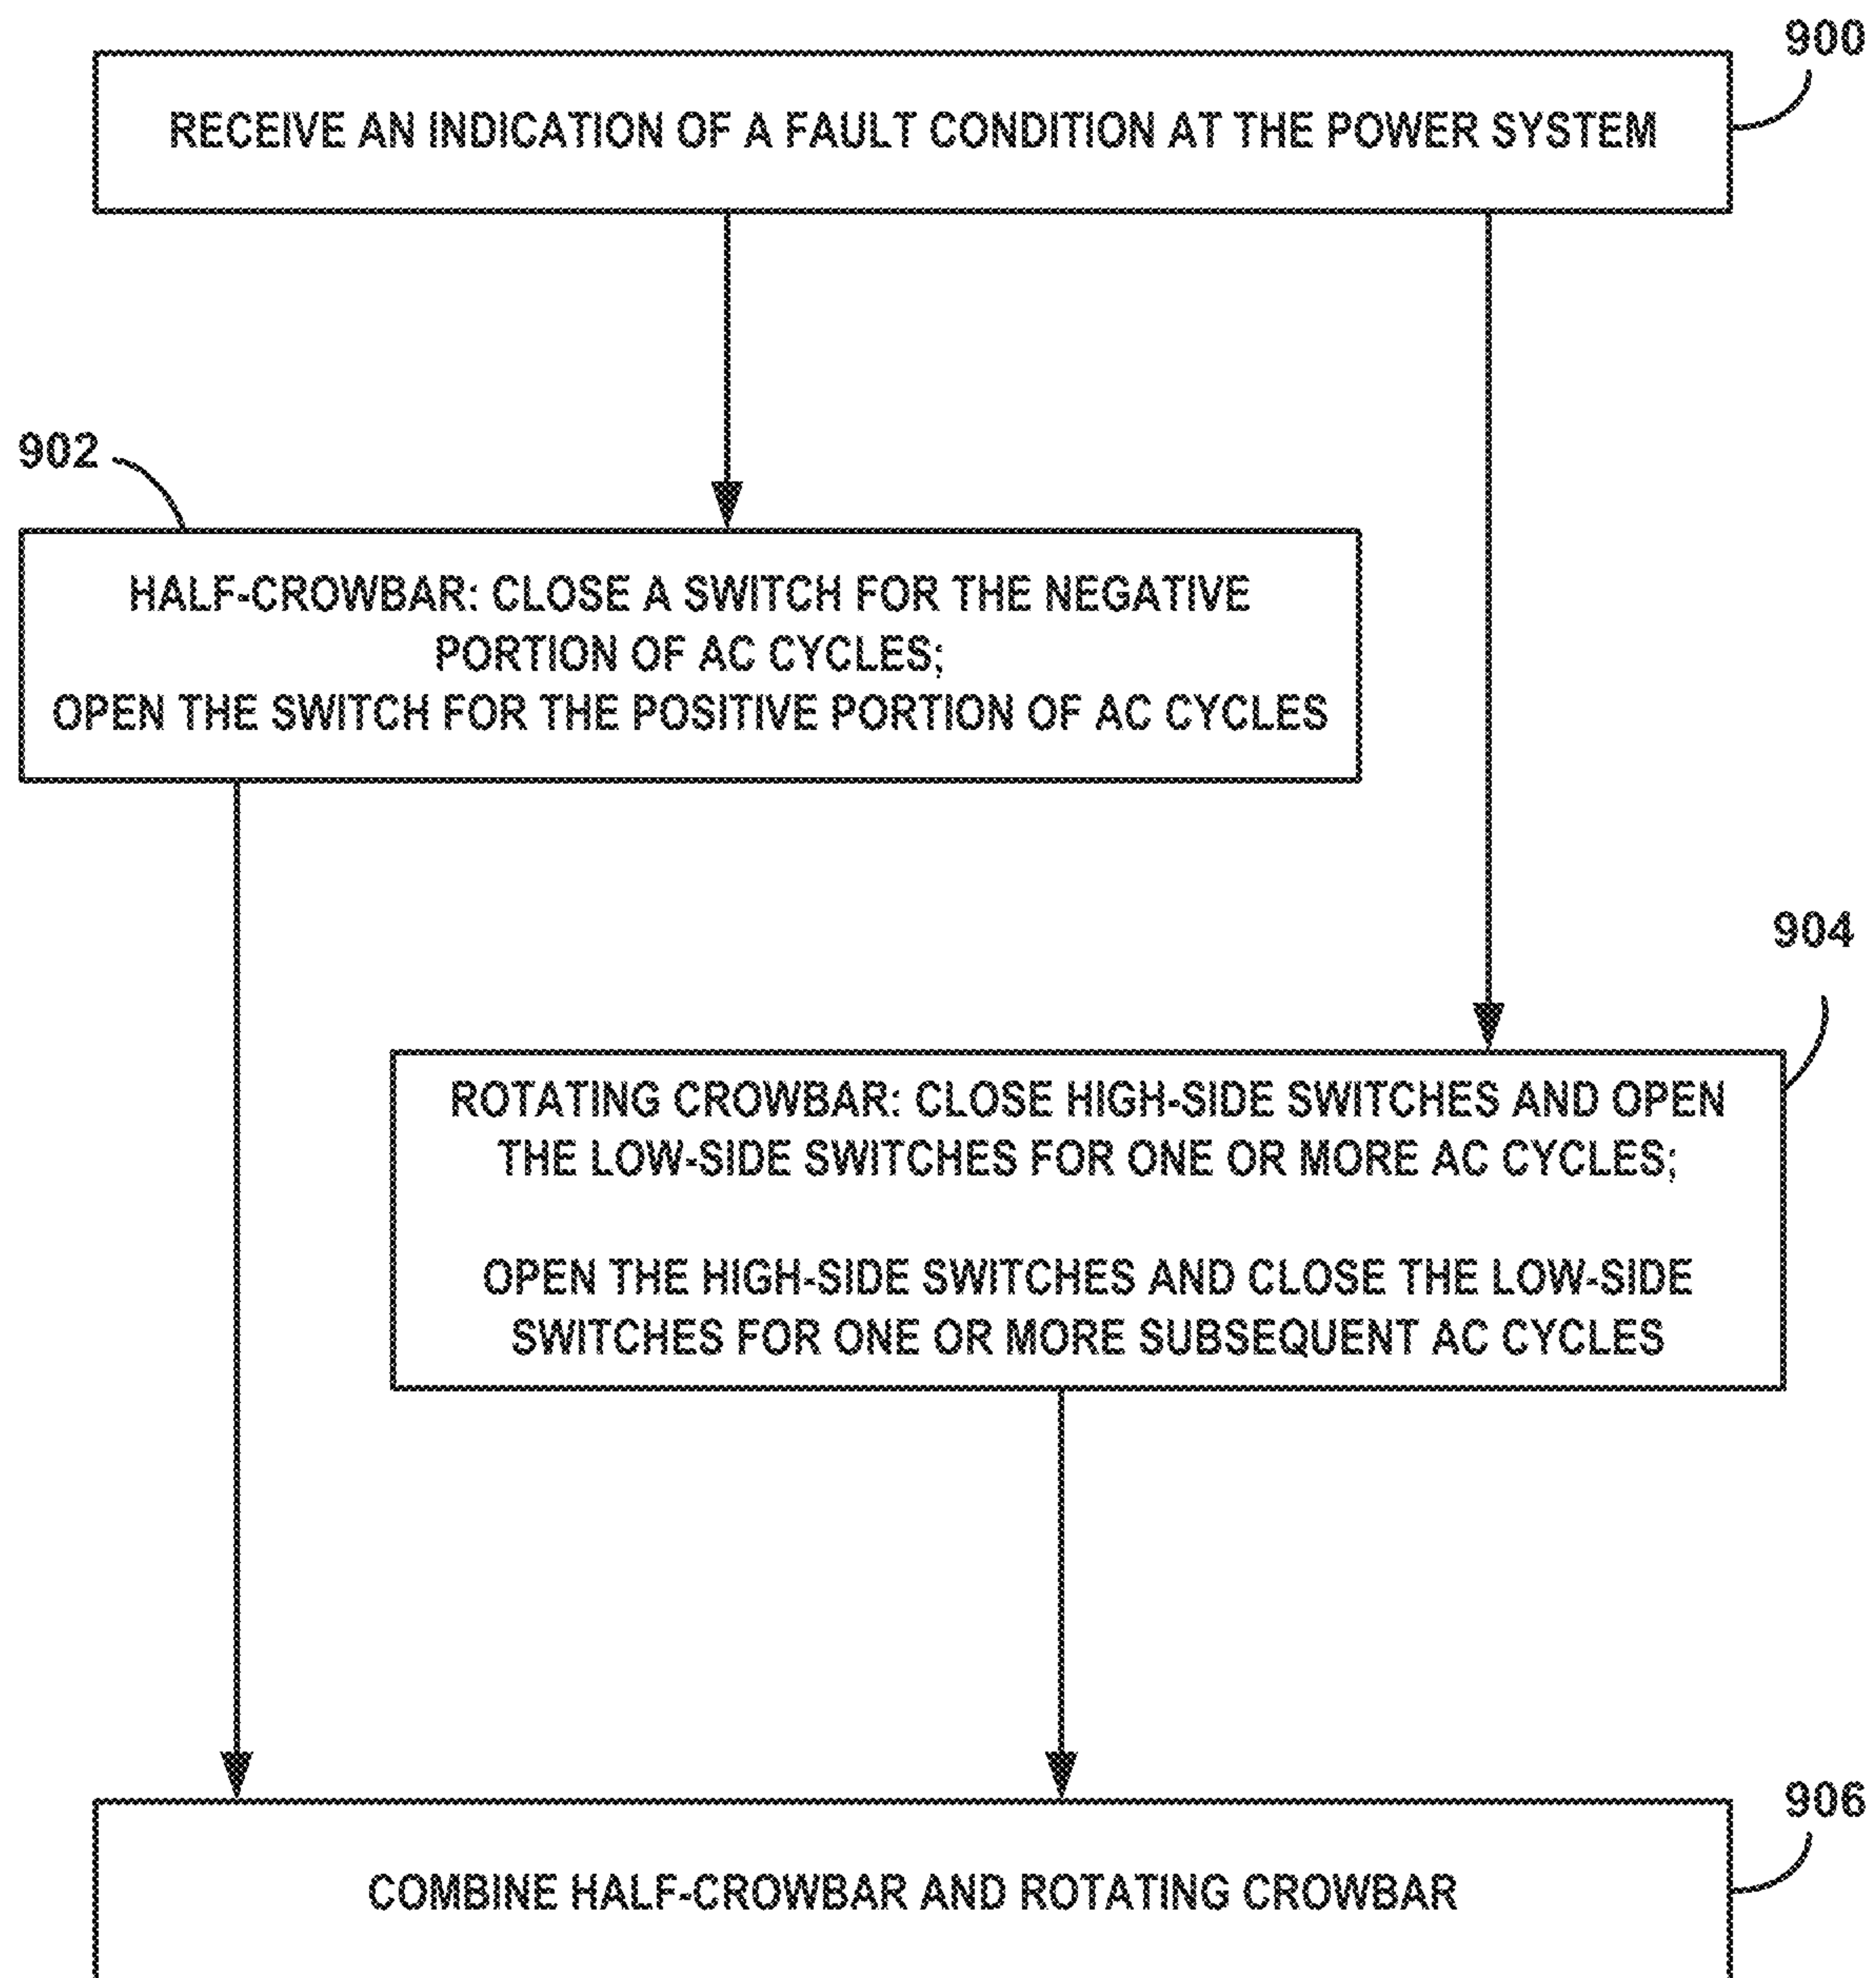 900
RECEIVE AN INDICATION OF A FAULT CONDITION AT THE POWER SYSTEM
902
HALF-CROWBAR: CLOSE A SWITCH FOR THE NEGATIVE
PORTION OF AC CYCLES;
OPEN THE SWITCH FOR THE POSITIVE PORTION OF AC CYCLES
904
ROTATING CROWBAR: CLOSE HIGH-SIDE SWITCHES AND OPEN
THE LOW-SIDE SWITCHES FOR ONE OR MORE AC CYCLES;
OPEN THE HIGH-SIDE SWITCHES AND CLOSE THE LOW-SIDE
SWITCHES FOR ONE OR MORE SUBSEQUENT AC CYCLES
906
COMBINE HALF-CROWBAR AND ROTATING CROWBAR